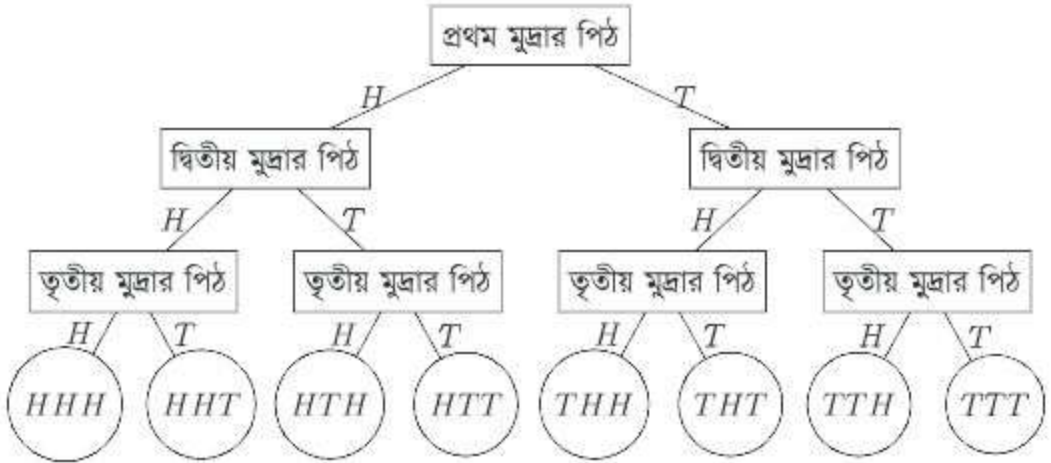 প্রথম মুদ্রার পিঠ
H T
দ্বিতীয় মুদ্রার পিঠ দ্বিতীয় মুদ্রার পিঠ
H T H T
তৃতীয় মুদ্রার পিঠ তৃতীয় মুদ্রার পিঠ তৃতীয় মুদ্রার পিঠ তৃতীয় মুদ্রার পিঠ
H T H T H T H T
HHH HHT HTH HTT THH THT TTH TTT